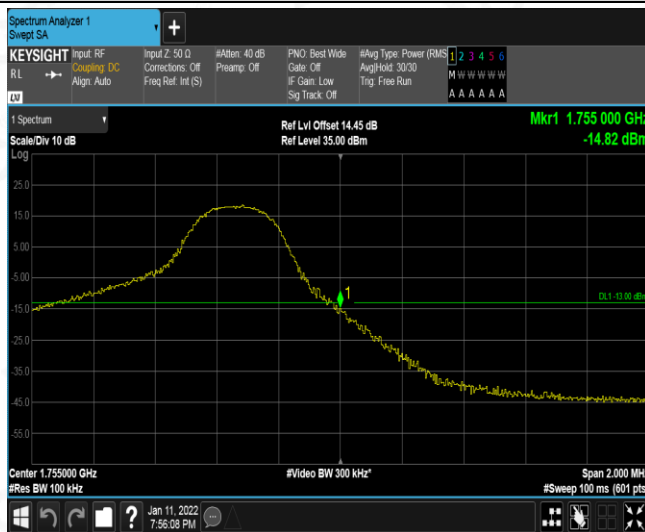 Spectrum Analyzer 1
Swept SA
+
KEYSIGHT Input: RF Input Z: 50 Ω #Atten: 40 dB PNO: Best Wide #Avg Type: Power (RMS 1 2 3 4 5 6
RL Coupling: DC Corrections: Off Preamp: Off Gate: Off Avg|Hold: 30/30 M W W W W W
Align: Auto Freq Ref: Int (S) IF Gain: Low Trig: Free Run
LXI Sig Track: Off A A A A A A
1 Spectrum Ref Lvl Offset 14.45 dB Mkr1 1.755 000 GHz
Scale/Div 10 dB Ref Level 35.00 dBm -14.82 dBm
Log
25.0
15.0
5.00
-5.00
1
DL1 -13.00 dBm
-15.0
-25.0
-35.0
-45.0
-55.0
Center 1.755000 GHz #Video BW 300 kHz* Span 2.000 MHz
#Res BW 100 kHz #Sweep 100 ms (601 pts)
? Jan 11, 2022
7:56:08 PM